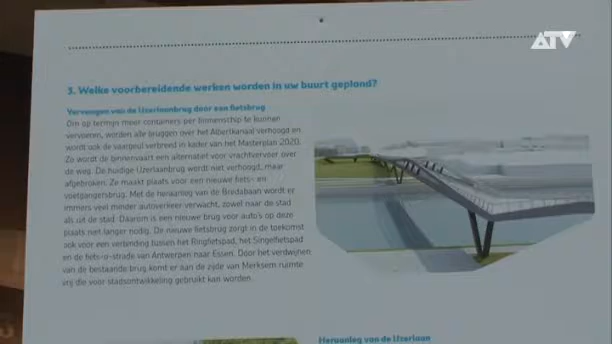 ATV
3. Welke voorbereidende werken worden in uw buurt gepland?
Vervangen van de IJzerlaanbrug door een fietsbrug
Om op termijn meer containers per binnenschip te kunnen
vervoeren, worden alle bruggen over het Albertkanaal verhoogd en
wordt ook de vaargeul verbreed in kader van het Masterplan 2020.
Zo wordt de binnenvaart een alternatief voor vrachtvervoer over
de weg. De huidige IJzerlaanbrug wordt niet verhoogd, maar
afgebroken. Ze maakt plaats voor een nieuwe fiets- en
voetgangersbrug. Met de heraanleg van de Bredabaan wordt er
immers veel minder autoverkeer verwacht, zowel naar de stad
als uit de stad. Daarom is een nieuwe brug voor auto's op deze
plaats niet langer nodig. De nieuwe fietsbrug zorgt in de toekomst
ook voor een verbinding tussen het Ringfietspad, het Singelfietspad
en de fiets-o-strade van Antwerpen naar Essen. Door het verdwijnen
van de bestaande brug komt er aan de zijde van Merksem ruimte
vrij die voor stadsontwikkeling gebruikt kan worden.
Heraanleg van de IJzerlaan